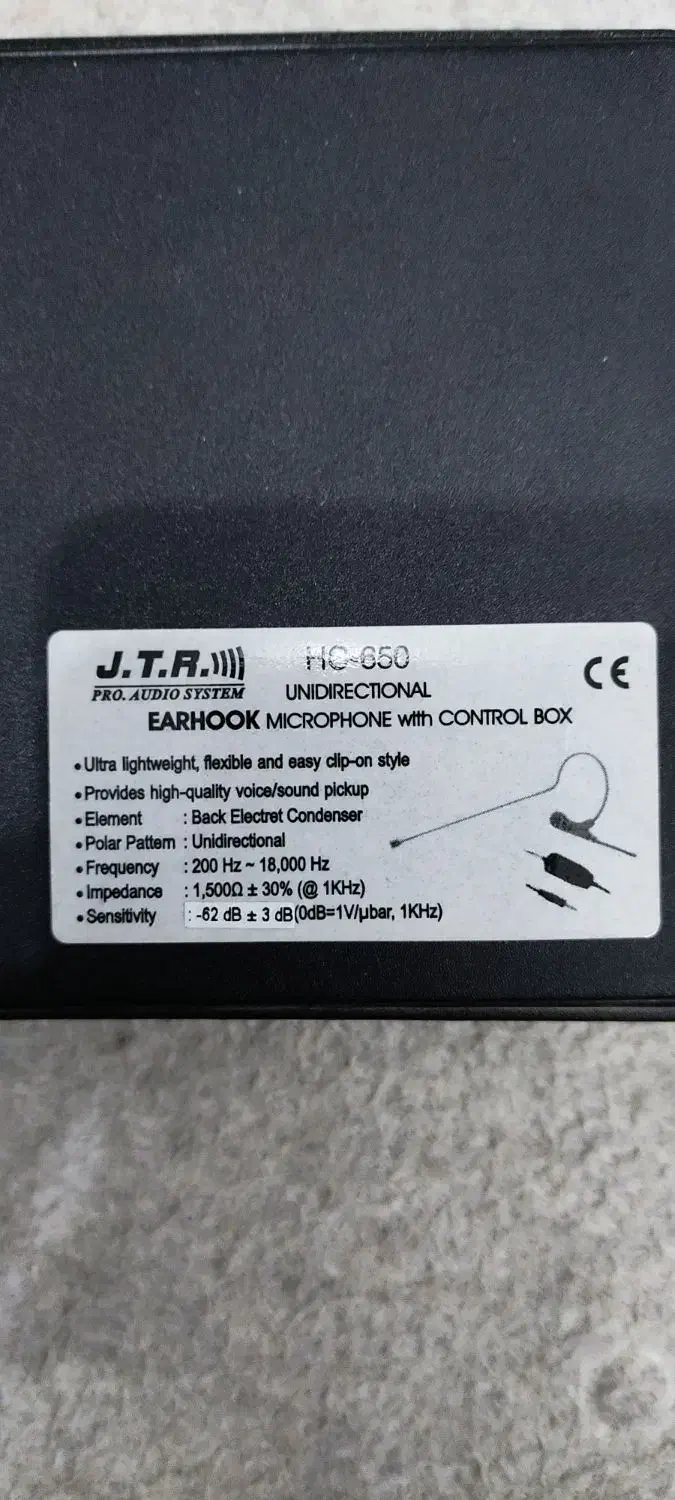 J.T.R.
PRO. AUDIO SYSTEM
HC-650
CE
UNIDIRECTIONAL
EARHOOK MICROPHONE with CONTROL BOX
• Ultra lightweight, flexible and easy clip-on style
• Provides high-quality voice/sound pickup
• Element : Back Electret Condenser
• Polar Pattern : Unidirectional
• Frequency : 200 Hz ~ 18,000 Hz
• Impedance : 1,500Ω ± 30% (@ 1KHz)
• Sensitivity : -62 dB ± 3 dB(0dB=1V/µbar, 1KHz)